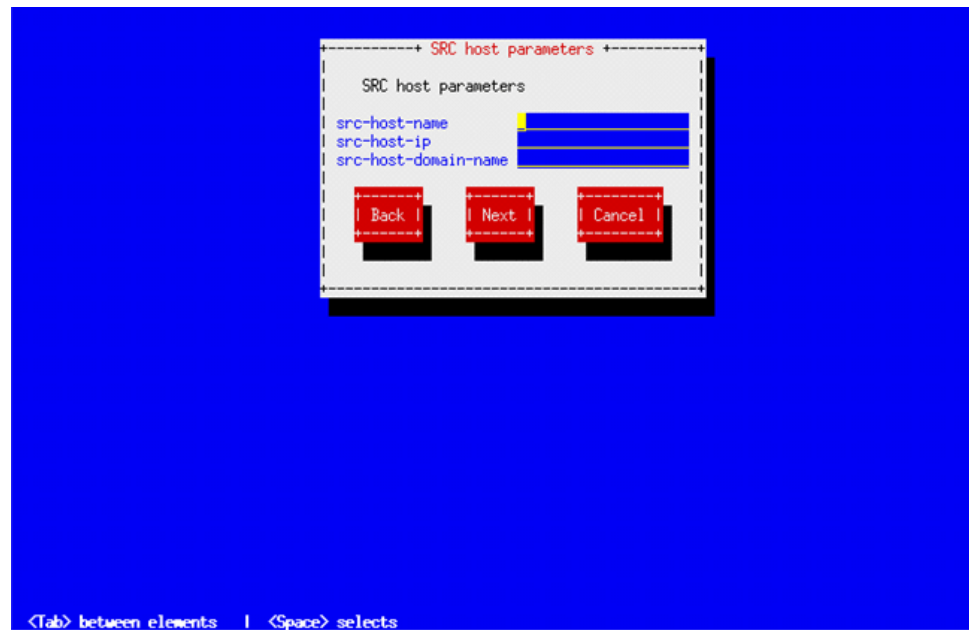 SRC host parameters
SRC host parameters
src-host-name
src-host-ip
src-host-domain-name
Back Next Cancel
<Tab> between elements | <Space> selects